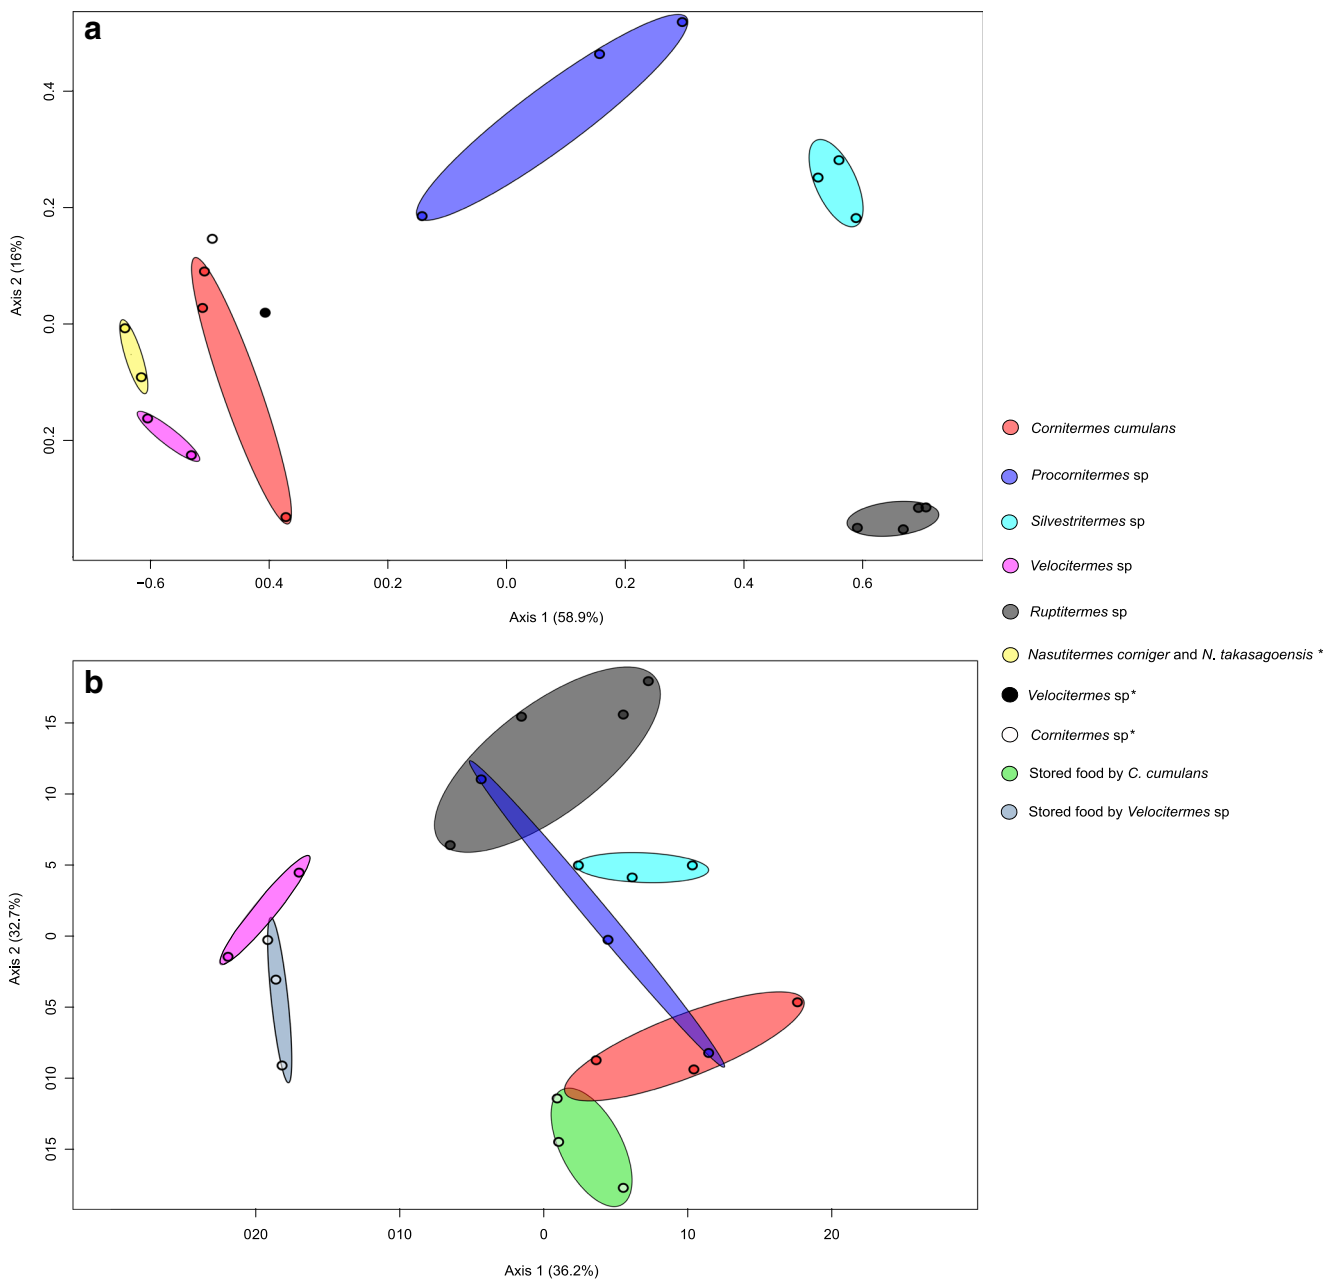 a
0.4
0.2
0.0
00.2
Axis 2 (16%)
−0.6
00.4
00.2
0.0
0.2
0.4
0.6
Axis 1 (58.9%)
Cornitermes cumulans
Procornitermes sp
Silvestritermes sp
Velocitermes sp
Ruptitermes sp
Nasutitermes corniger and N. takasagoensis *
Velocitermes sp*
Cornitermes sp*
Stored food by C. cumulans
Stored food by Velocitermes sp
b
15
10
5
0
05
010
015
Axis 2 (32.7%)
020
010
0
10
20
Axis 1 (36.2%)